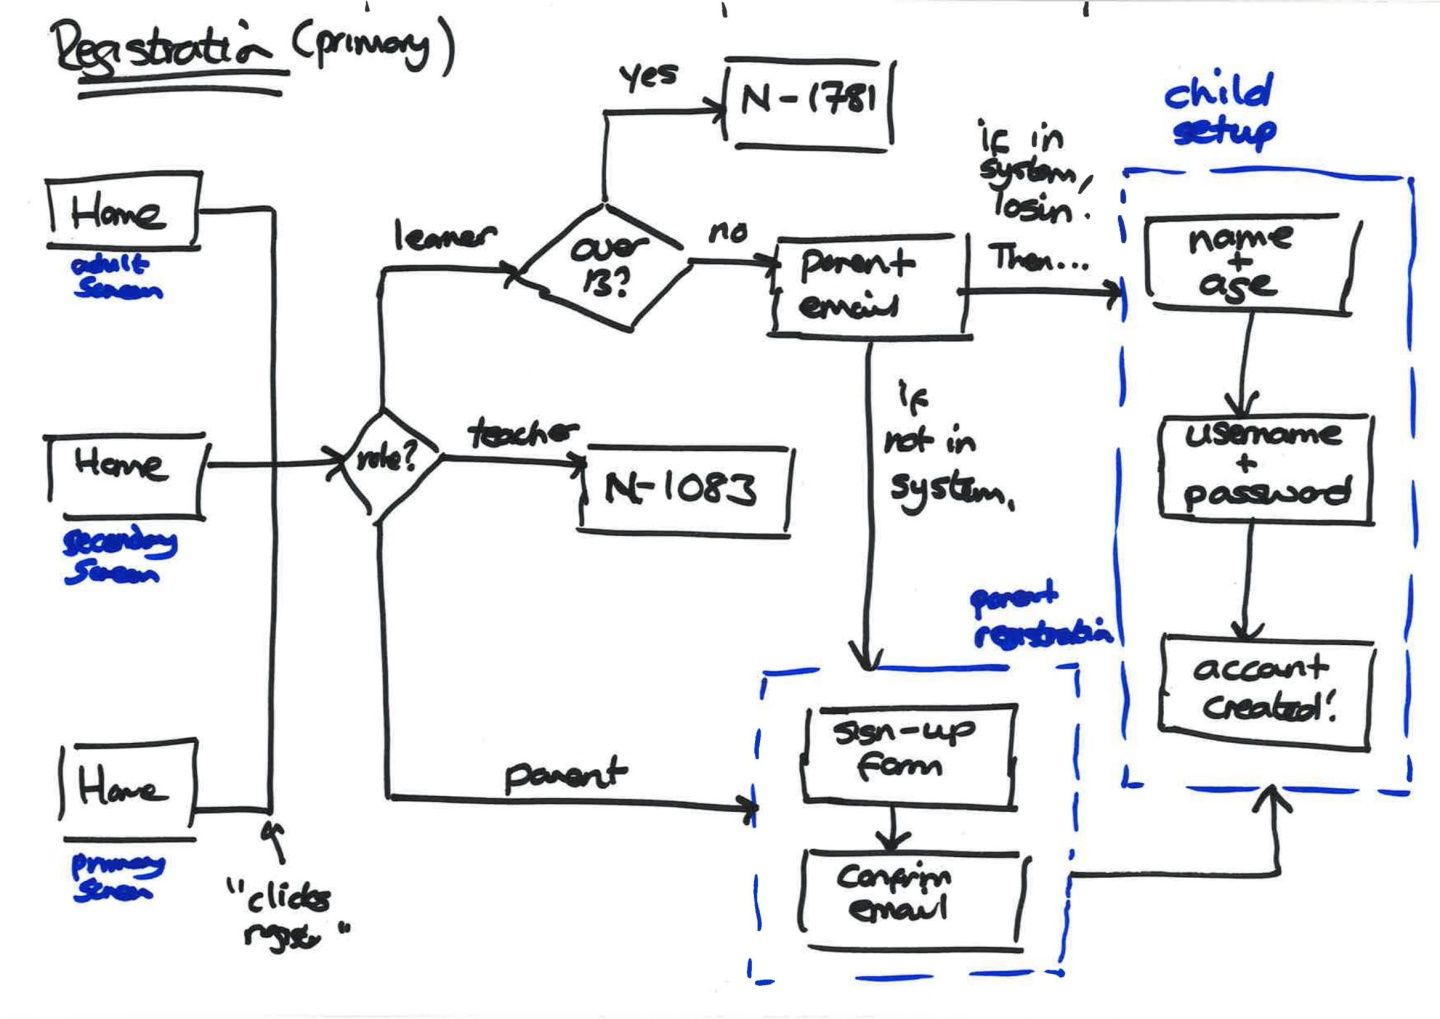 Registration (primary)
Home
adult
screen
Home
secondary
screen
Home
primary
screen
"clicks
register"
role?
learner
teacher
parent
over
13?
yes
N-1781
no
N-1083
parent
email
if in
system,
login.
Then...
if
not in
system,
parent
registration
sign-up
form
Confirm
email
child
setup
name
+
age
username
+
password
account
created!